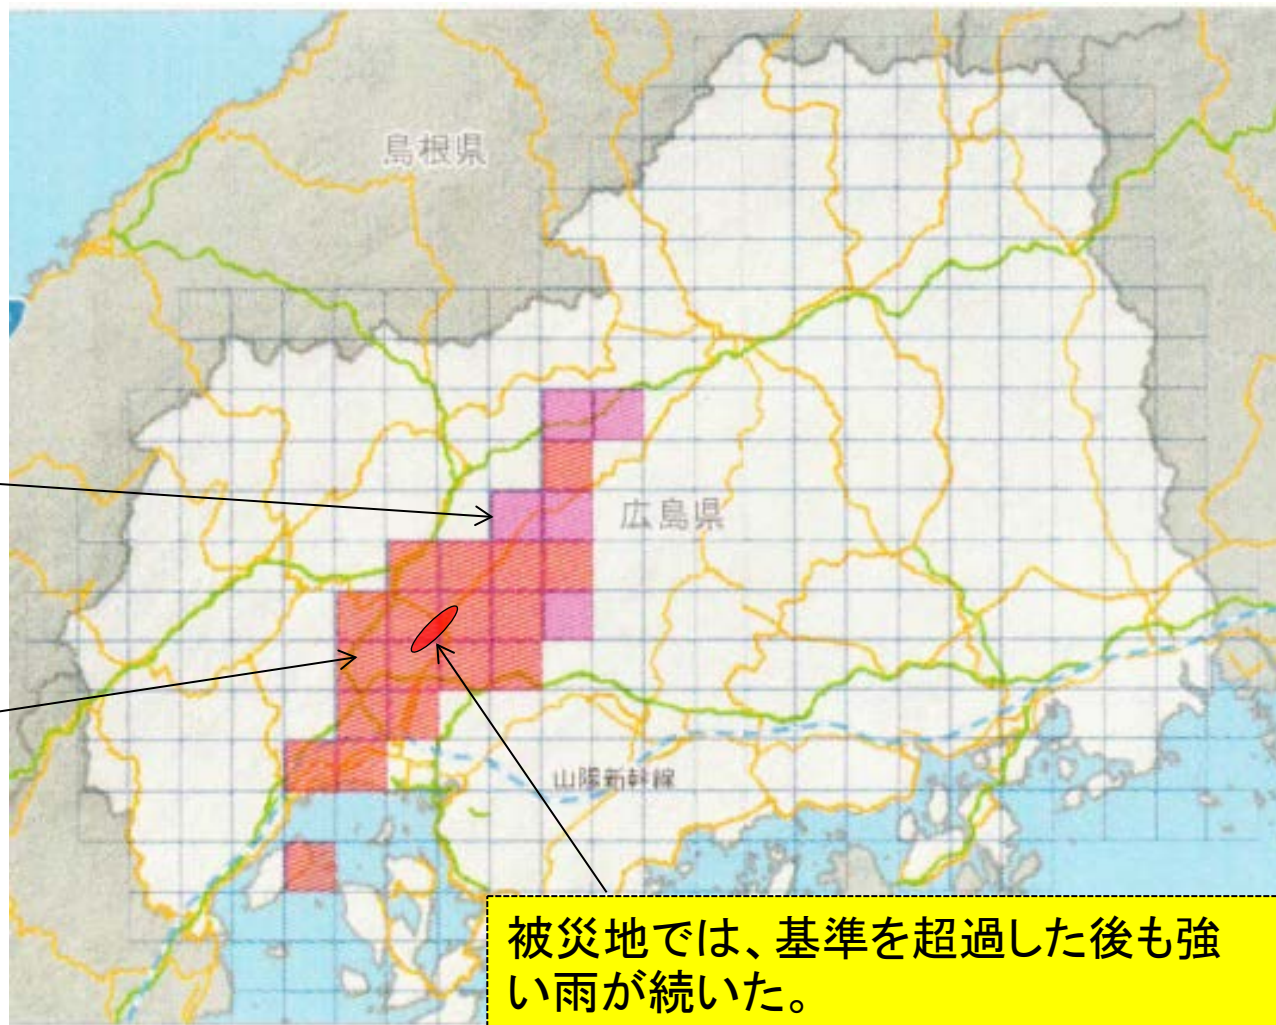 島根県
広島県
山陽新幹線
被災地では、基準を超過した後も強
い雨が続いた。